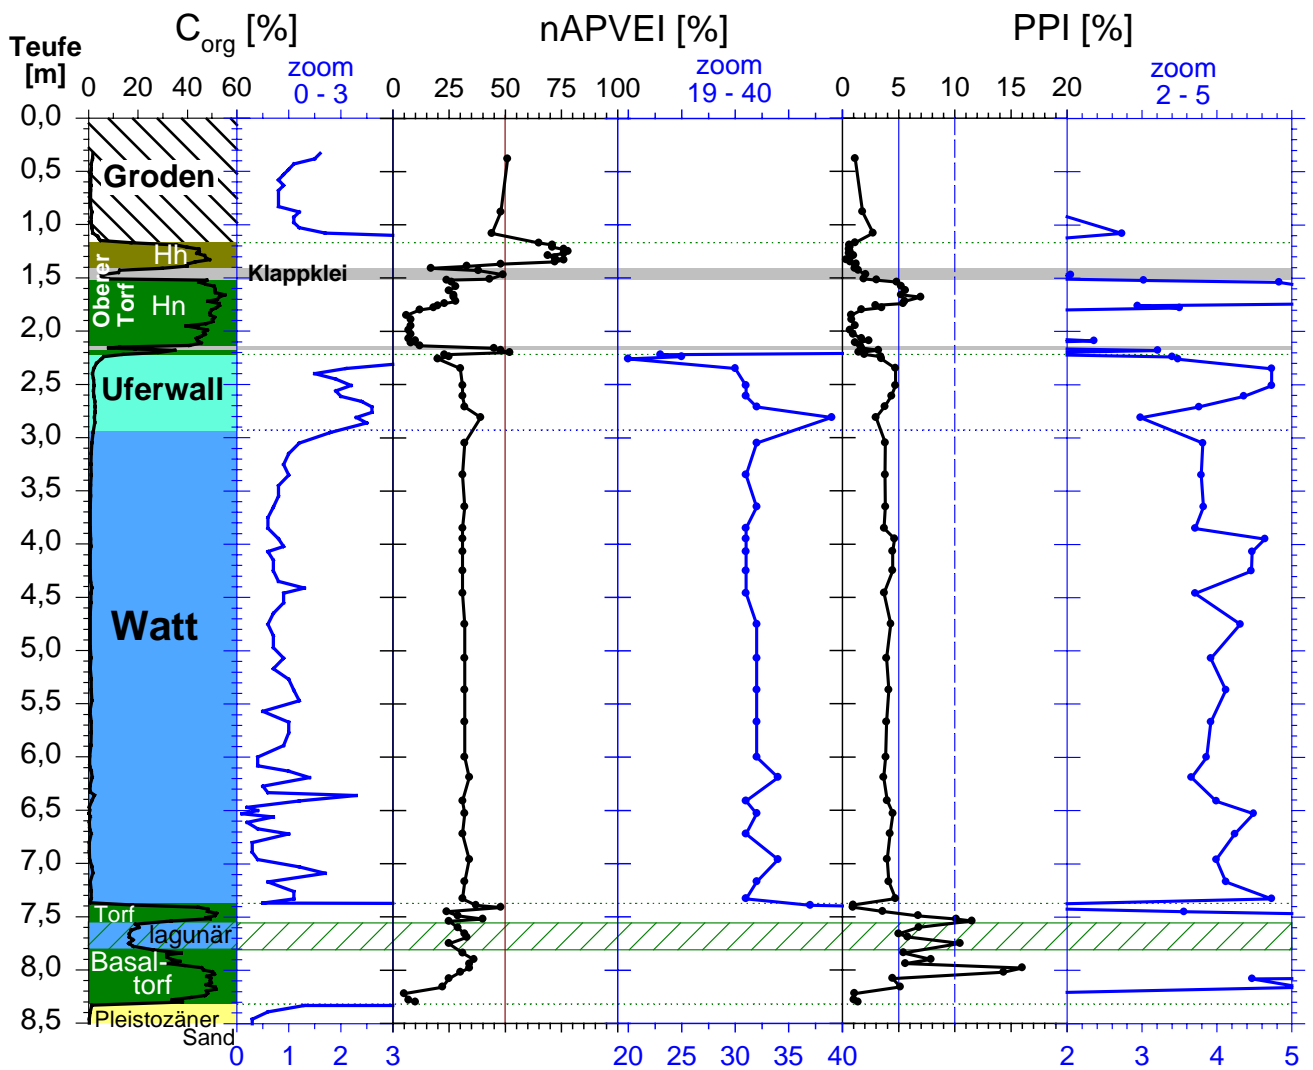 C_org [%] nAPVEI [%] PPI [%]
Teufe
[m]
zoom zoom zoom
0 - 3 19 - 40 2 - 5
0 20 40 60 0 25 50 75 100 0 5 10 15 20
0,0
0,5
Groden
1,0
Hh
1,5
Klappklei
Oberer
Torf
Hn
2,0
2,5
Uferwall
3,0
3,5
4,0
4,5
Watt
5,0
5,5
6,0
6,5
7,0
7,5
Torf
lagunär
8,0
Basal-
torf
8,5
Pleistozäner
Sand
0 1 2 3 20 25 30 35 40 2 3 4 5